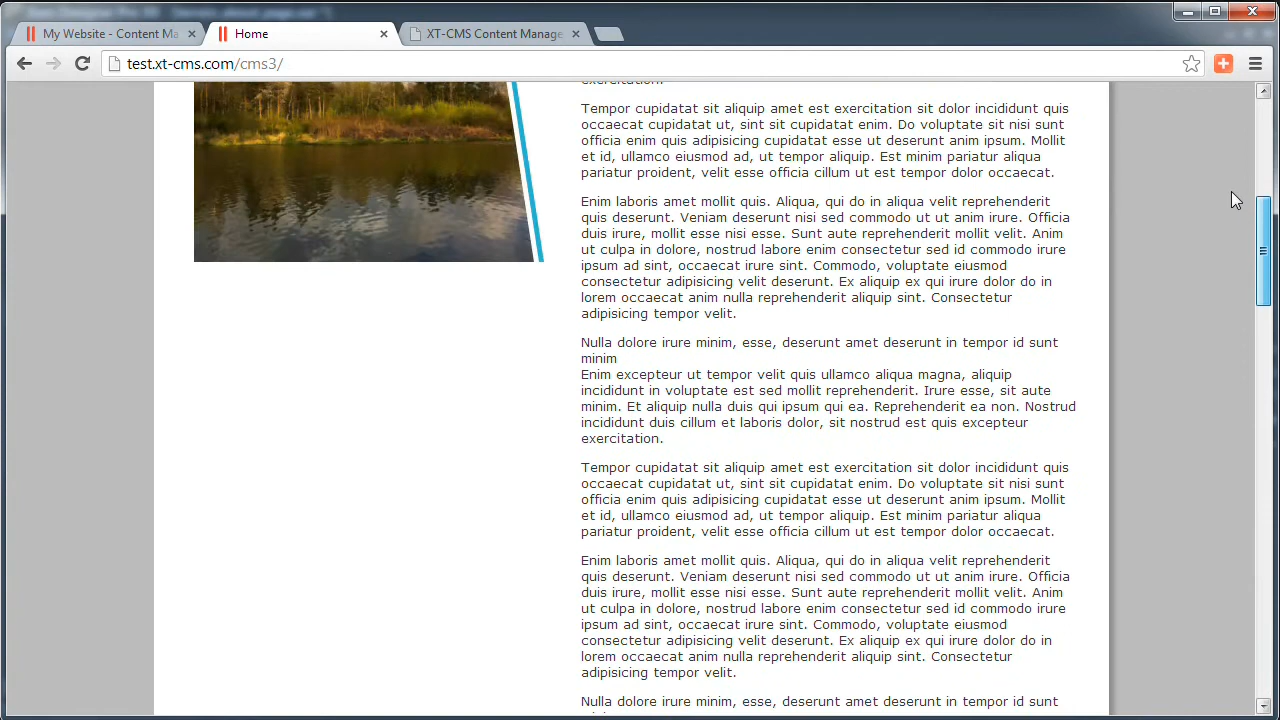 My Website - Content Ma
Home
XT-CMS Content Manage
test.xt-cms.com/cms3/
exercitation.
Tempor cupidatat sit aliquip amet est exercitation sit dolor incididunt quis
occaecat cupidatat ut, sint sit cupidatat enim. Do voluptate sit nisi sunt
officia enim quis adipisicing cupidatat esse ut deserunt anim ipsum. Mollit
et id, ullamco eiusmod ad, ut tempor aliquip. Est minim pariatur aliqua
pariatur proident, velit esse officia cillum ut est tempor dolor occaecat.
Enim laboris amet mollit quis. Aliqua, qui do in aliqua velit reprehenderit
quis deserunt. Veniam deserunt nisi sed commodo ut ut anim irure. Officia
duis irure, mollit esse nisi esse. Sunt aute reprehenderit mollit velit. Anim
ut culpa in dolore, nostrud labore enim consectetur sed id commodo irure
ipsum ad sint, occaecat irure sint. Commodo, voluptate eiusmod
consectetur adipisicing velit deserunt. Ex aliquip ex qui irure dolor do in
lorem occaecat anim nulla reprehenderit aliquip sint. Consectetur
adipisicing tempor velit.
Nulla dolore irure minim, esse, deserunt amet deserunt in tempor id sunt
minim
Enim excepteur ut tempor velit quis ullamco aliqua magna, aliquip
incididunt in voluptate est sed mollit reprehenderit. Irure esse, sit aute
minim. Et aliquip nulla duis qui ipsum qui ea. Reprehenderit ea non. Nostrud
incididunt duis cillum et laboris dolor, sit nostrud est quis excepteur
exercitation.
Tempor cupidatat sit aliquip amet est exercitation sit dolor incididunt quis
occaecat cupidatat ut, sint sit cupidatat enim. Do voluptate sit nisi sunt
officia enim quis adipisicing cupidatat esse ut deserunt anim ipsum. Mollit
et id, ullamco eiusmod ad, ut tempor aliquip. Est minim pariatur aliqua
pariatur proident, velit esse officia cillum ut est tempor dolor occaecat.
Enim laboris amet mollit quis. Aliqua, qui do in aliqua velit reprehenderit
quis deserunt. Veniam deserunt nisi sed commodo ut ut anim irure. Officia
duis irure, mollit esse nisi esse. Sunt aute reprehenderit mollit velit. Anim
ut culpa in dolore, nostrud labore enim consectetur sed id commodo irure
ipsum ad sint, occaecat irure sint. Commodo, voluptate eiusmod
consectetur adipisicing velit deserunt. Ex aliquip ex qui irure dolor do in
lorem occaecat anim nulla reprehenderit aliquip sint. Consectetur
adipisicing tempor velit.
Nulla dolore irure minim, esse, deserunt amet deserunt in tempor id sunt